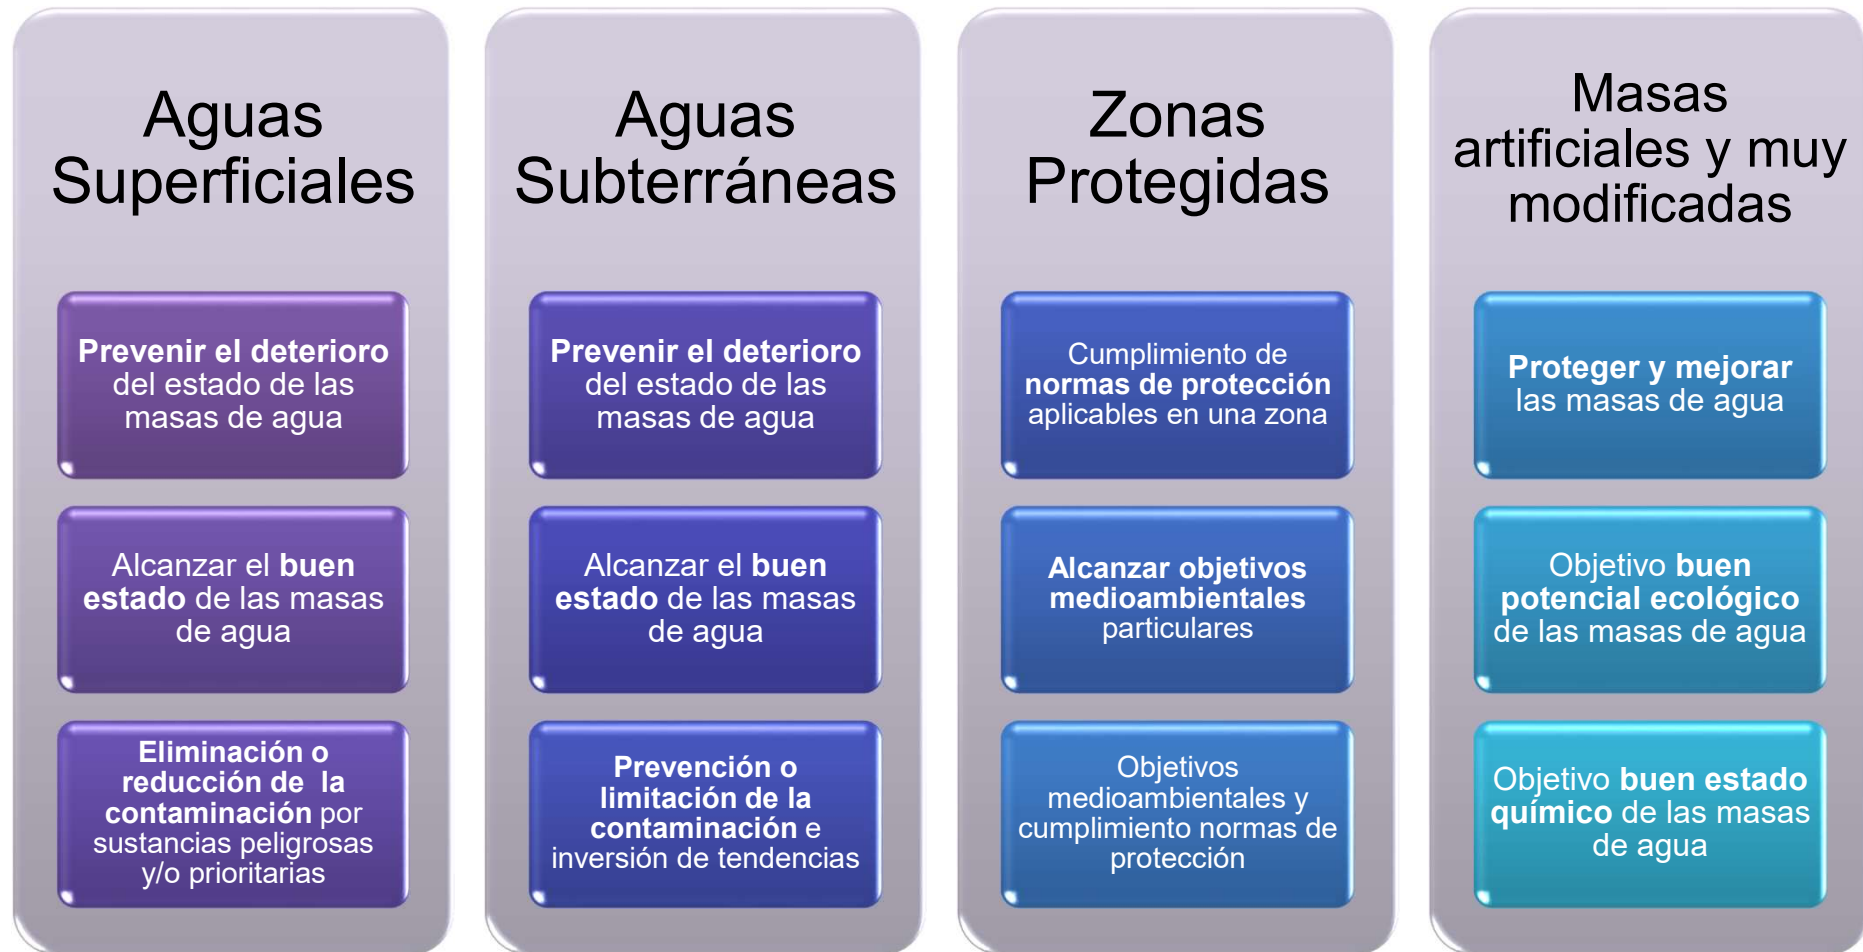 Aguas
Superficiales
Prevenir el deterioro
del estado de las
masas de agua
Alcanzar el buen
estado de las masas
de agua
Eliminación o
reducción de la
contaminación por
sustancias peligrosas
y/o prioritarias
Aguas
Subterráneas
Prevenir el deterioro
del estado de las
masas de agua
Alcanzar el buen
estado de las masas
de agua
Prevención o
limitación de la
contaminación e
inversión de tendencias
Zonas
Protegidas
Cumplimiento de
normas de protección
aplicables en una zona
Alcanzar objetivos
medioambientales
particulares
Objetivos
medioambientales y
cumplimiento normas de
protección
Masas
artificiales y muy
modificadas
Proteger y mejorar
las masas de agua
Objetivo buen
potencial ecológico
de las masas de agua
Objetivo buen estado
químico de las masas
de agua